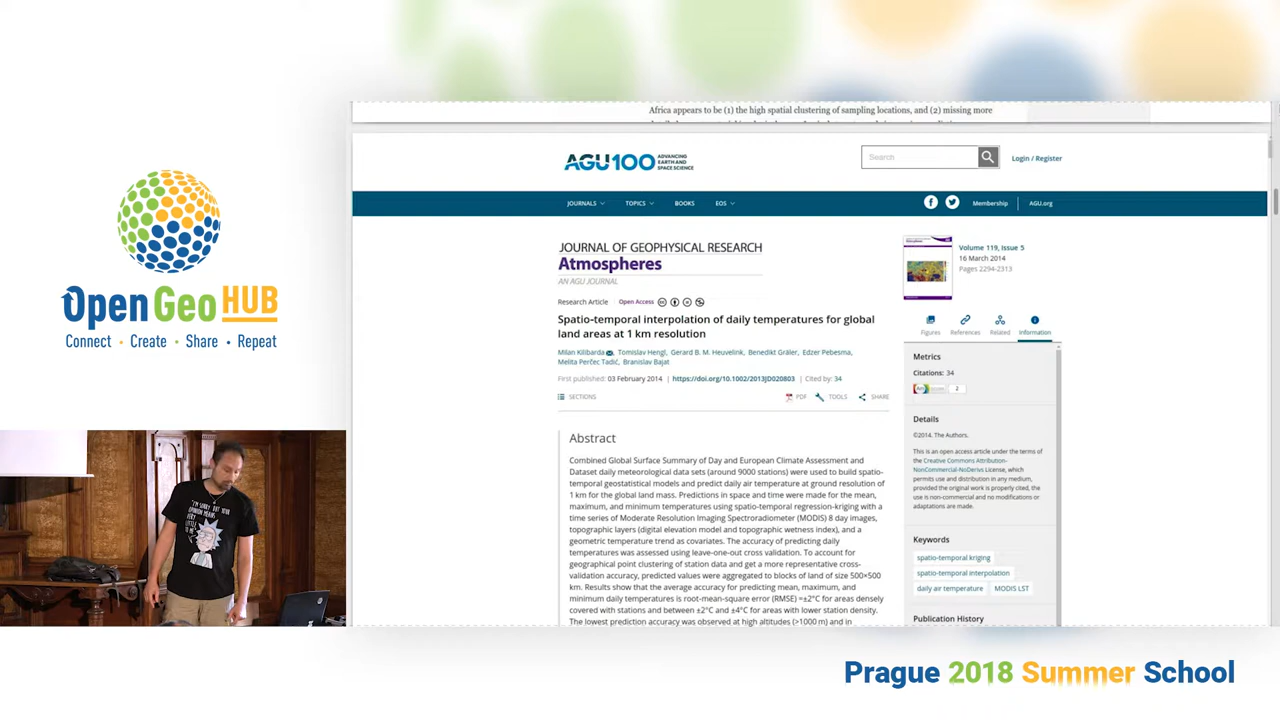 Africa appears to be (1) the high spatial clustering of sampling locations, and (2) missing more
AGU100 ADVANCING EARTH AND SPACE SCIENCE
Search
Login / Register
JOURNALS
TOPICS
BOOKS
EOS
Membership
AGU.org
JOURNAL OF GEOPHYSICAL RESEARCH
Atmospheres
AN AGU JOURNAL
Research Article
Open Access
Spatio-temporal interpolation of daily temperatures for global
land areas at 1 km resolution
Milan Kilibarda, Tomislav Hengl, Gerard B. M. Heuvelink, Benedikt Gräler, Edzer Pebesma,
Melita Perčec Tadić, Branislav Bajat
First published: 03 February 2014 | https://doi.org/10.1002/2013JD020803 | Cited by: 34
SECTIONS
PDF
TOOLS
SHARE
Abstract
Combined Global Surface Summary of Day and European Climate Assessment and
Dataset daily meteorological data sets (around 9000 stations) were used to build spatio-
temporal geostatistical models and predict daily air temperature at ground resolution of
1 km for the global land mass. Predictions in space and time were made for the mean,
maximum, and minimum temperatures using spatio-temporal regression-kriging with a
time series of Moderate Resolution Imaging Spectroradiometer (MODIS) 8 day images,
topographic layers (digital elevation model and topographic wetness index), and a
geometric temperature trend as covariates. The accuracy of predicting daily
temperatures was assessed using leave-one-out cross validation. To account for
geographical point clustering of station data and get a more representative cross-
validation accuracy, predicted values were aggregated to blocks of land of size 500×500
km. Results show that the average accuracy for predicting mean, maximum, and
minimum daily temperatures is root-mean-square error (RMSE) =±2°C for areas densely
covered with stations and between ±2°C and ±4°C for areas with lower station density.
The lowest prediction accuracy was observed at high altitudes (>1000 m) and in
Volume 119, Issue 5
16 March 2014
Pages 2294-2313
Figures
References
Related
Information
Metrics
Citations: 34
2
Details
©2014. The Authors.
This is an open access article under the terms of
the Creative Commons Attribution-
NonCommercial-NoDerivs License, which
permits use and distribution in any medium,
provided the original work is properly cited, the
use is non-commercial and no modifications or
adaptations are made.
Keywords
spatio-temporal kriging
spatio-temporal interpolation
daily air temperature
MODIS LST
Publication History
OpenGeoHUB
Connect • Create • Share • Repeat
"I'M SORRY, BUT YOUR
OPINION MEANS
VERY
LITTLE
TO ME"
Prague 2018 Summer School